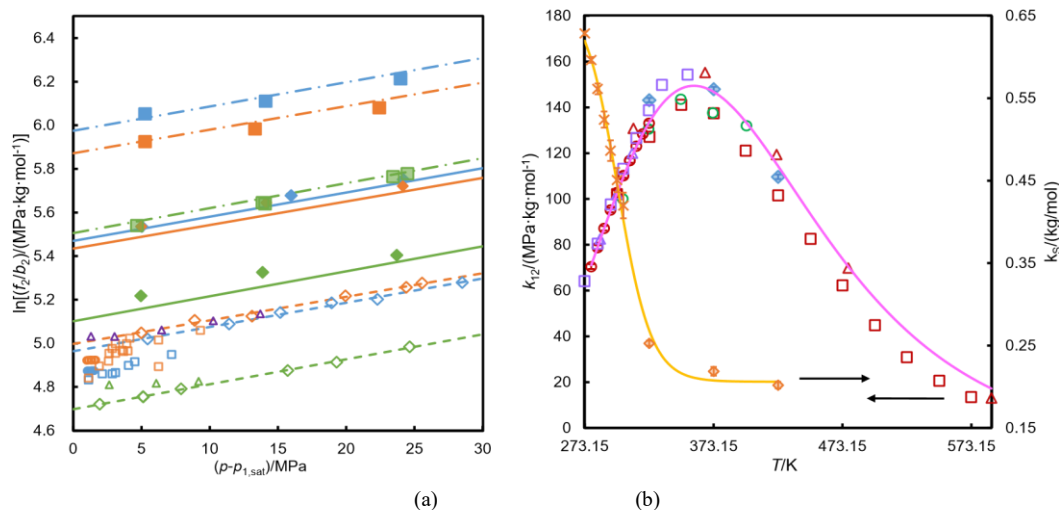 6.4
6.2
6.0
5.8
5.6
5.4
5.2
5.0
4.8
4.6
ln[(f₂/b₂)/(MPa·kg·mol⁻¹)]
0 5 10 15 20 25 30
(p-p₁,sat)/MPa
(a)
180
160
140
120
100
80
60
40
20
0
k₁₂/(MPa·kg·mol⁻¹)
0.65
0.55
0.45
0.35
0.25
0.15
kₛ/(kg/mol)
273.15 373.15 473.15 573.15
T/K
(b)